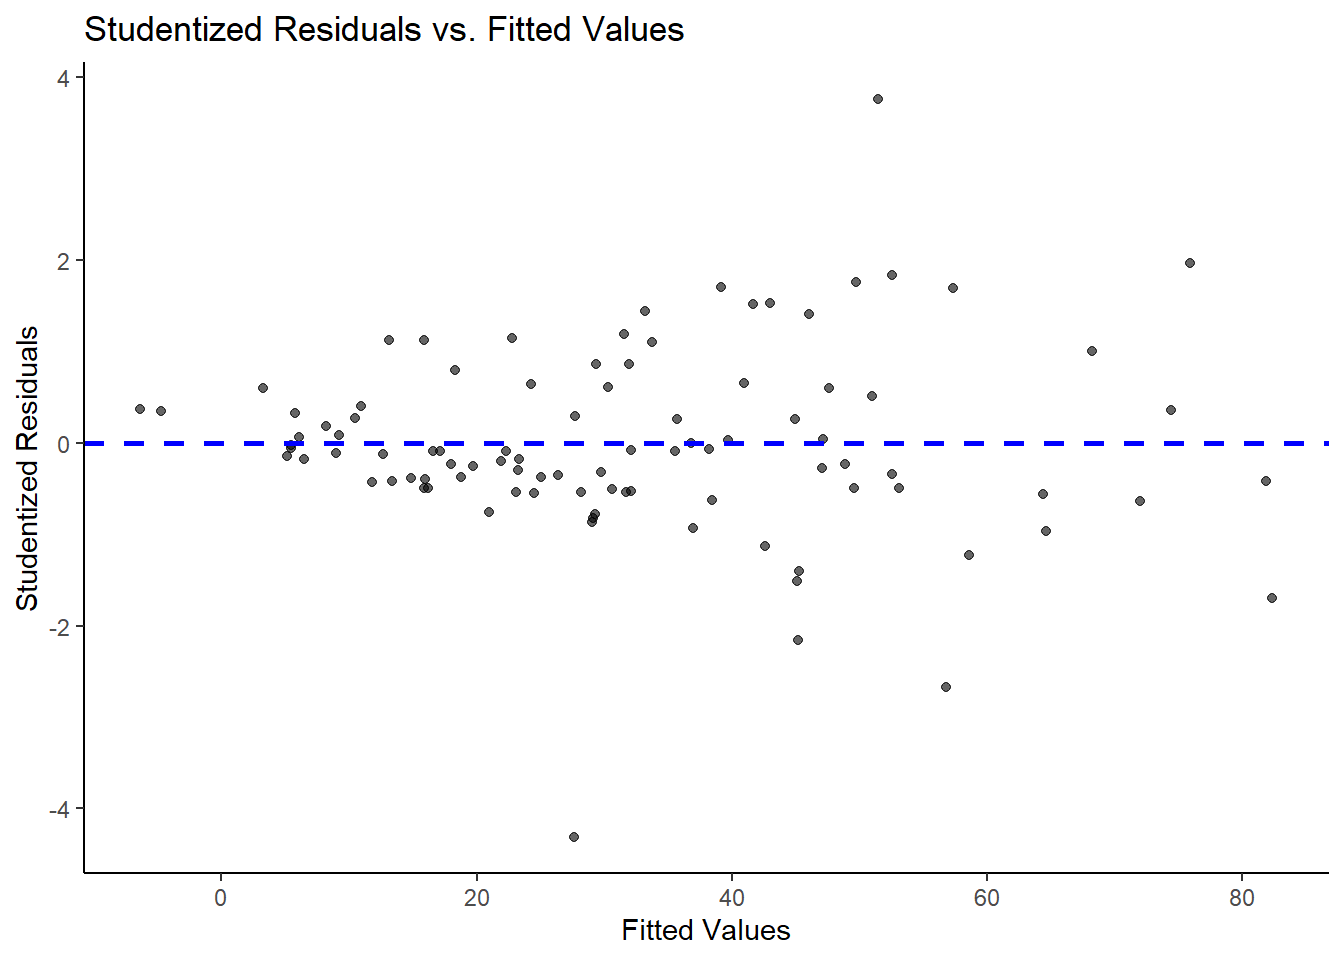 Studentized Residuals vs. Fitted Values
4
2
0
-2
-4
Studentized Residuals
0 20 40 60 80
Fitted Values